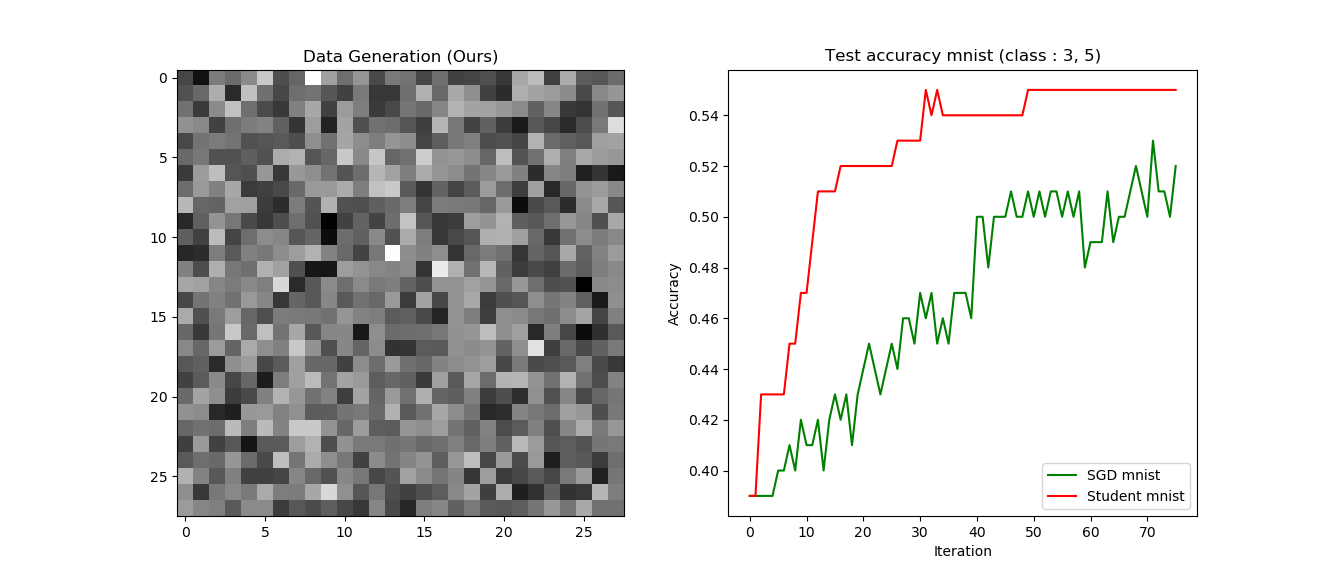 Data Generation (Ours)
0
5
10
15
20
25
0 5 10 15 20 25
Test accuracy mnist (class : 3, 5)
Accuracy
0.54
0.52
0.50
0.48
0.46
0.44
0.42
0.40
SGD mnist
Student mnist
0 10 20 30 40 50 60 70
Iteration